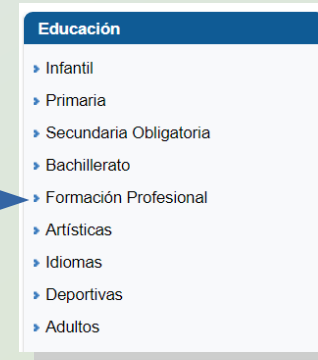 Educación
Infantil
Primaria
Secundaria Obligatoria
Bachillerato
Formación Profesional
Artísticas
Idiomas
Deportivas
Adultos